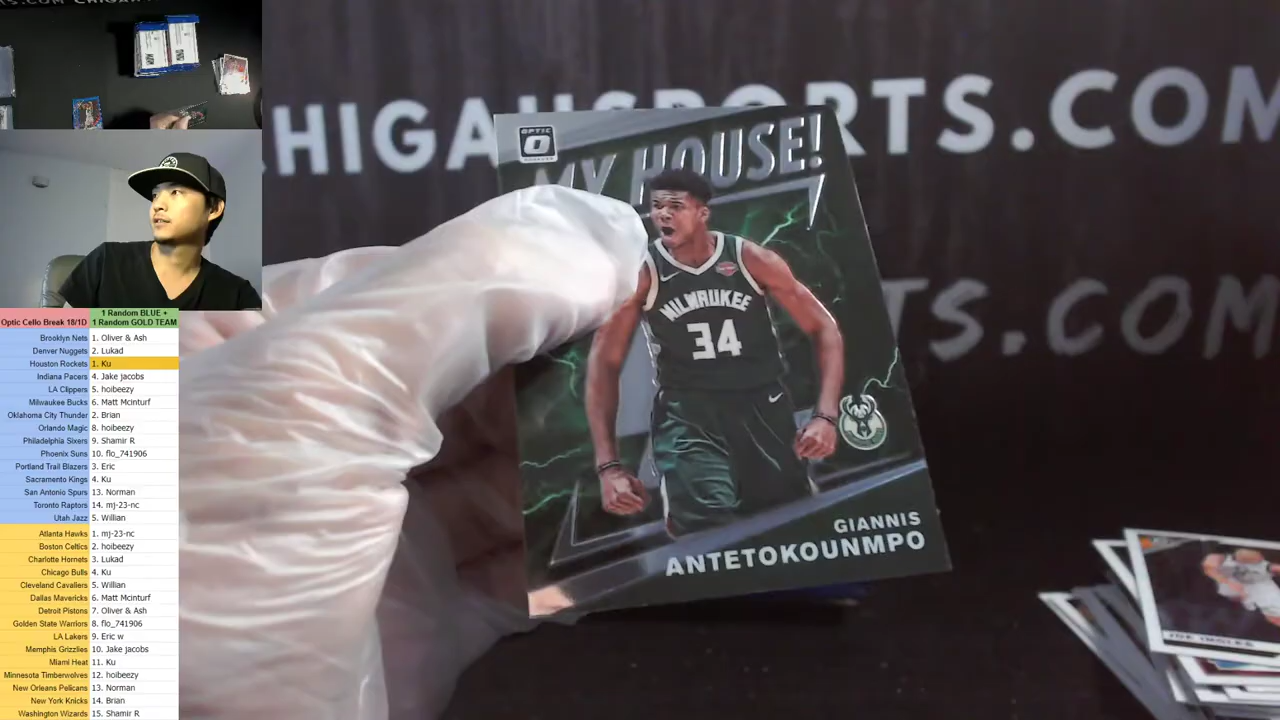 CHIGAHSPORTS.COM
RTS.COM
OPTIC
MY HOUSE!
MILWAUKEE
34
GIANNIS
ANTETOKOUNMPO
JOE INGLES
Optic Cello Break 18/1D
1 Random BLUE +
1 Random GOLD TEAM
Brooklyn Nets 1. Oliver & Ash
Denver Nuggets 2. Lukad
Houston Rockets 1. Ku
Indiana Pacers 4. Jake jacobs
LA Clippers 5. hoibeezy
Milwaukee Bucks 6. Matt Mcinturf
Oklahoma City Thunder 2. Brian
Orlando Magic 8. hoibeezy
Philadelphia Sixers 9. Shamir R
Phoenix Suns 10. flo_741906
Portland Trail Blazers 3. Eric
Sacramento Kings 4. Ku
San Antonio Spurs 13. Norman
Toronto Raptors 14. mj-23-nc
Utah Jazz 5. Willian
Atlanta Hawks 1. mj-23-nc
Boston Celtics 2. hoibeezy
Charlotte Hornets 3. Lukad
Chicago Bulls 4. Ku
Cleveland Cavaliers 5. Willian
Dallas Mavericks 6. Matt Mcinturf
Detroit Pistons 7. Oliver & Ash
Golden State Warriors 8. flo_741906
LA Lakers 9. Eric w
Memphis Grizzlies 10. Jake jacobs
Miami Heat 11. Ku
Minnesota Timberwolves 12. hoibeezy
New Orleans Pelicans 13. Norman
New York Knicks 14. Brian
Washington Wizards 15. Shamir R